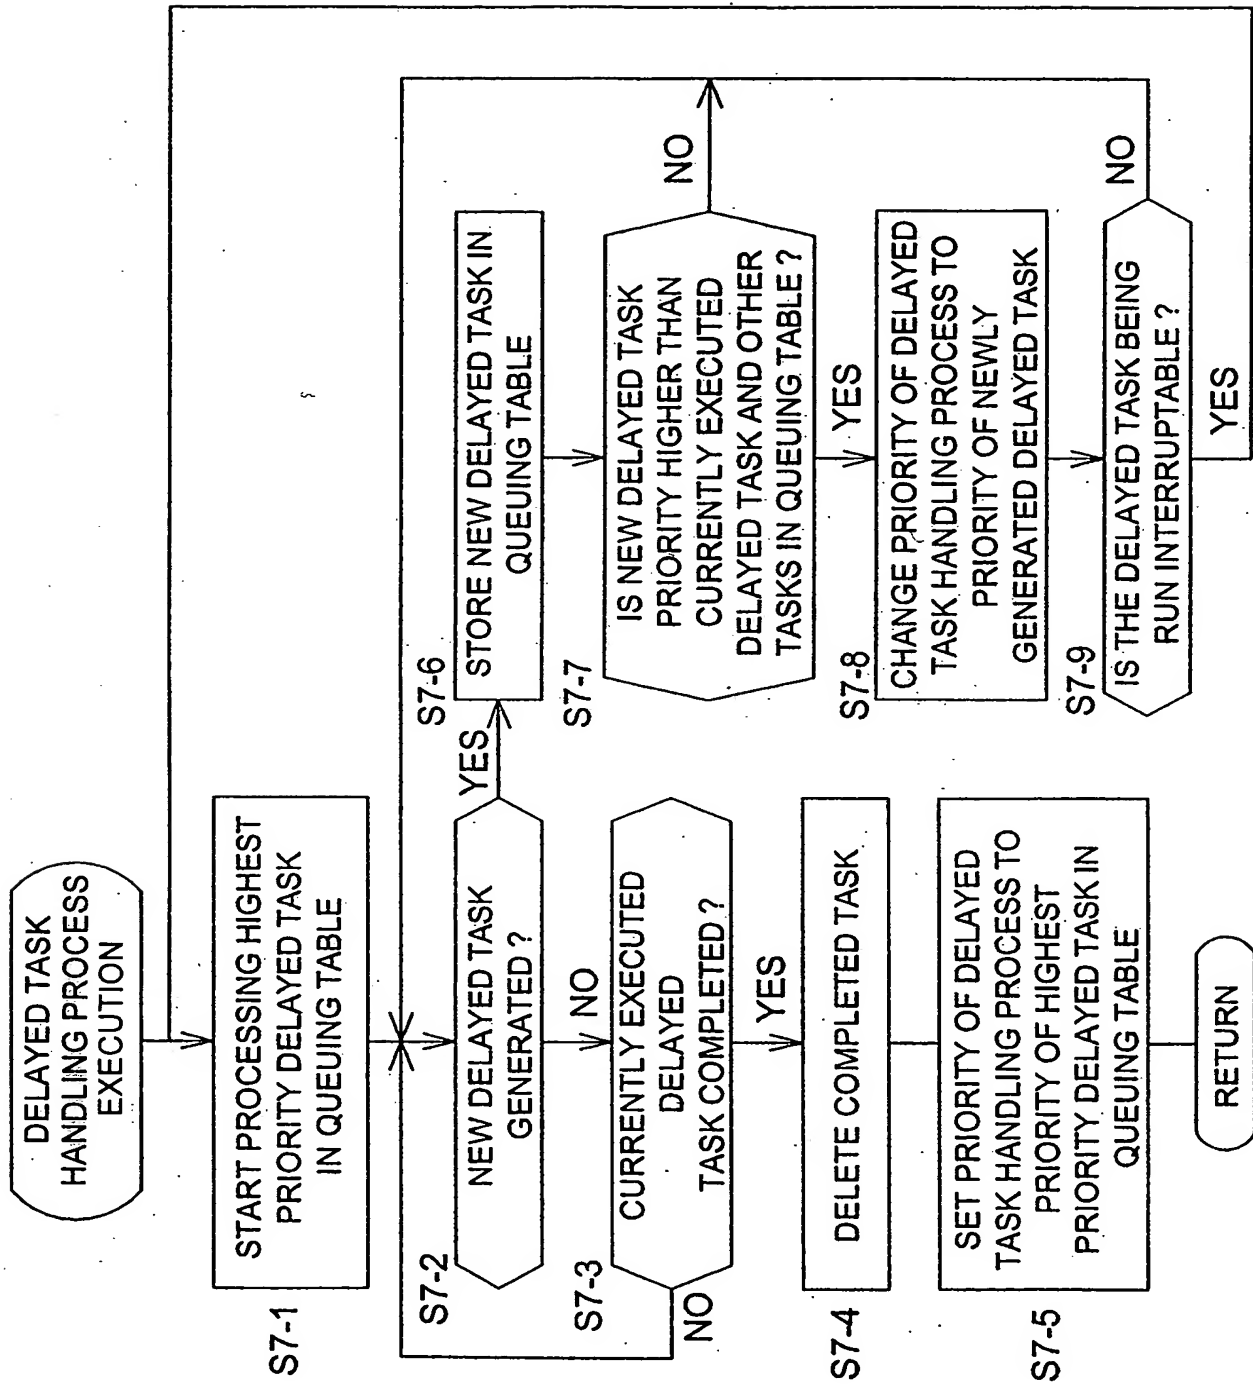 DELAYED TASK
HANDLING PROCESS
EXECUTION
S7-1
START PROCESSING HIGHEST
PRIORITY DELAYED TASK
IN QUEUING TABLE
S7-2
NEW DELAYED TASK
GENERATED ?
YES
NO
S7-3
CURRENTLY EXECUTED
DELAYED
TASK COMPLETED ?
NO
YES
S7-4
DELETE COMPLETED TASK
S7-5
SET PRIORITY OF DELAYED
TASK HANDLING PROCESS TO
PRIORITY OF HIGHEST
PRIORITY DELAYED TASK IN
QUEUING TABLE
RETURN
S7-6
STORE NEW DELAYED TASK IN
QUEUING TABLE
S7-7
IS NEW DELAYED TASK
PRIORITY HIGHER THAN
CURRENTLY EXECUTED
DELAYED TASK AND OTHER
TASKS IN QUEUING TABLE ?
NO
YES
S7-8
CHANGE PRIORITY OF DELAYED
TASK HANDLING PROCESS TO
PRIORITY OF NEWLY
GENERATED DELAYED TASK
S7-9
IS THE DELAYED TASK BEING
RUN INTERRUPTABLE ?
NO
YES